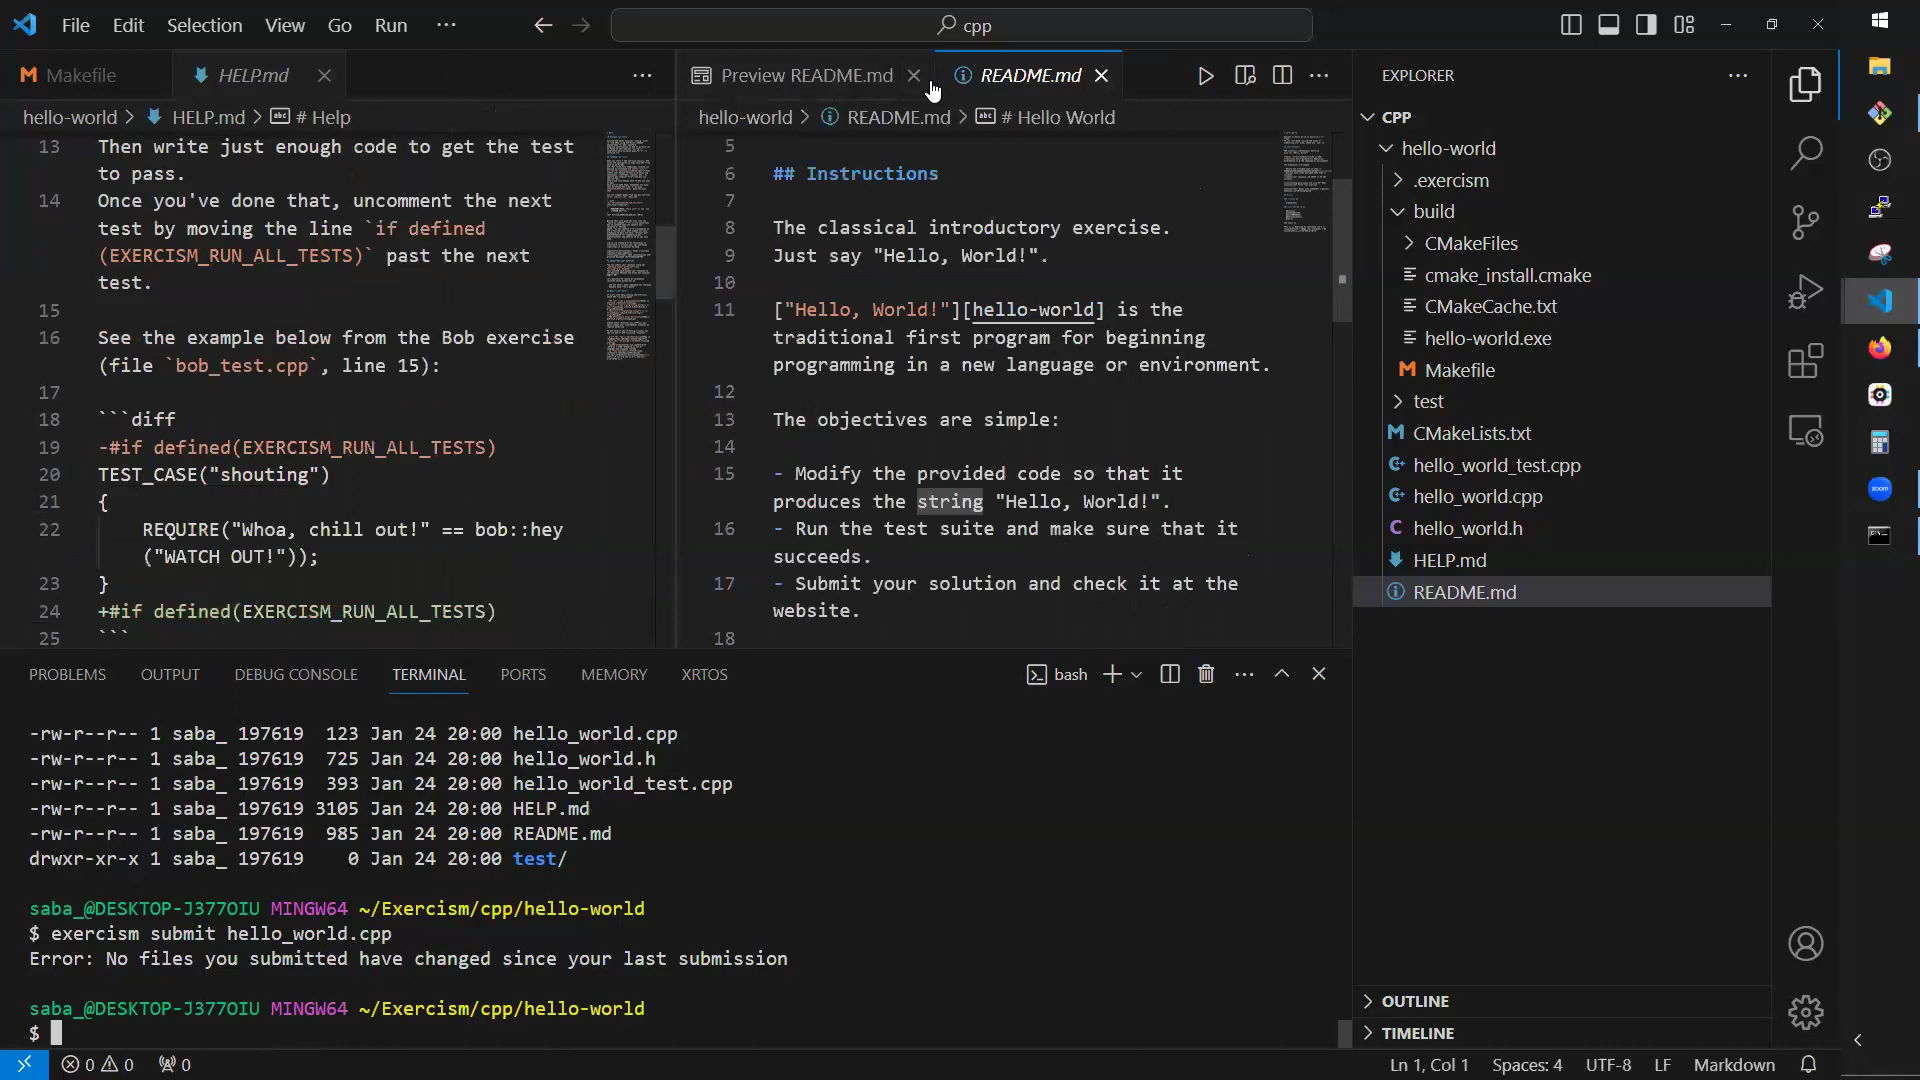 File Edit Selection View Go Run ··· cpp
Makefile HELP.md ··· Preview README.md README.md ···
hello-world > HELP.md > # Help
13 Then write just enough code to get the test
to pass.
14 Once you've done that, uncomment the next
test by moving the line `if defined
(EXERCISM_RUN_ALL_TESTS)` past the next
test.
15
16 See the example below from the Bob exercise
(file `bob_test.cpp`, line 15):
17
18 ```diff
19 -#if defined(EXERCISM_RUN_ALL_TESTS)
20 TEST_CASE("shouting")
21 {
22 REQUIRE("Whoa, chill out!" == bob::hey
("WATCH OUT!"));
23 }
24 +#if defined(EXERCISM_RUN_ALL_TESTS)
25 ```
hello-world > README.md > # Hello World
5
6 ## Instructions
7
8 The classical introductory exercise.
9 Just say "Hello, World!".
10
11 ["Hello, World!"][hello-world] is the
traditional first program for beginning
programming in a new language or environment.
12
13 The objectives are simple:
14
15 - Modify the provided code so that it
produces the string "Hello, World!".
16 - Run the test suite and make sure that it
succeeds.
17 - Submit your solution and check it at the
website.
18
EXPLORER ···
CPP
hello-world
.exercism
build
CMakeFiles
cmake_install.cmake
CMakeCache.txt
hello-world.exe
Makefile
test
CMakeLists.txt
hello_world_test.cpp
hello_world.cpp
hello_world.h
HELP.md
README.md
OUTLINE
TIMELINE
PROBLEMS OUTPUT DEBUG CONSOLE TERMINAL PORTS MEMORY XRTOS bash ···
-rw-r--r-- 1 saba_ 197619 123 Jan 24 20:00 hello_world.cpp
-rw-r--r-- 1 saba_ 197619 725 Jan 24 20:00 hello_world.h
-rw-r--r-- 1 saba_ 197619 393 Jan 24 20:00 hello_world_test.cpp
-rw-r--r-- 1 saba_ 197619 3105 Jan 24 20:00 HELP.md
-rw-r--r-- 1 saba_ 197619 985 Jan 24 20:00 README.md
drwxr-xr-x 1 saba_ 197619 0 Jan 24 20:00 test/
saba_@DESKTOP-J377OIU MINGW64 ~/Exercism/cpp/hello-world
$ exercism submit hello_world.cpp
Error: No files you submitted have changed since your last submission
saba_@DESKTOP-J377OIU MINGW64 ~/Exercism/cpp/hello-world
$
0 0 0 Ln 1, Col 1 Spaces: 4 UTF-8 LF Markdown
zoom